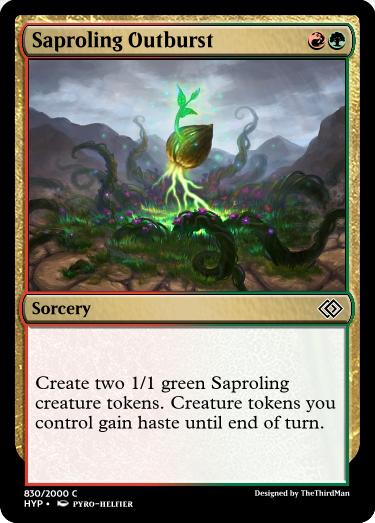 Saproling Outburst
Sorcery
Create two 1/1 green Saproling
creature tokens. Creature tokens you
control gain haste until end of turn.
830/2000 C
Designed by TheThirdMan
HYP • PYRO-HELFIER